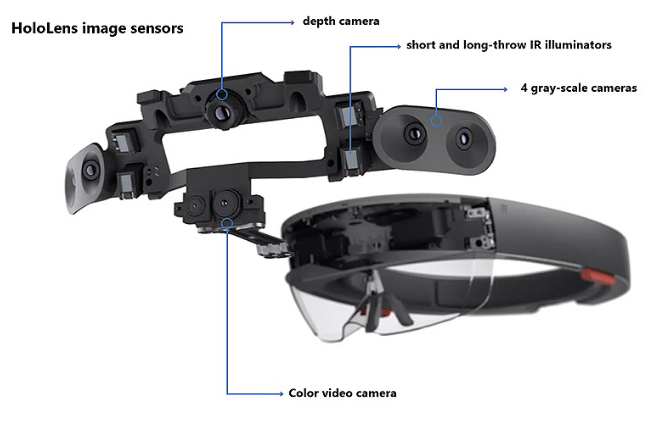 HoloLens image sensors
depth camera
short and long-throw IR illuminators
4 gray-scale cameras
Color video camera